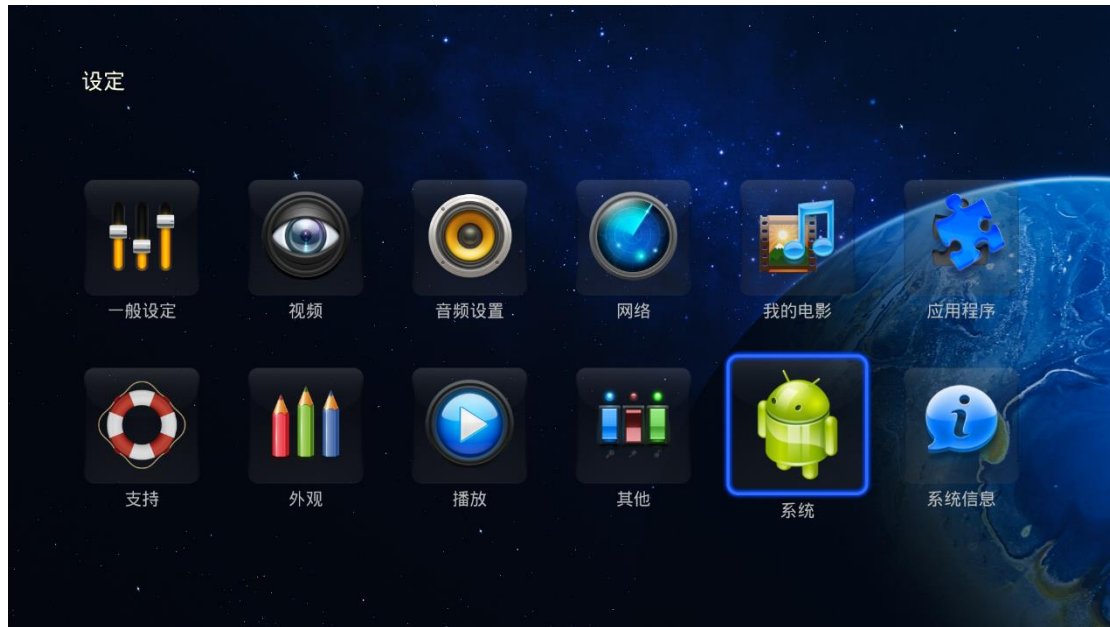 设定
一般设定
视频
音频设置
网络
我的电影
应用程序
支持
外观
播放
其他
系统
系统信息